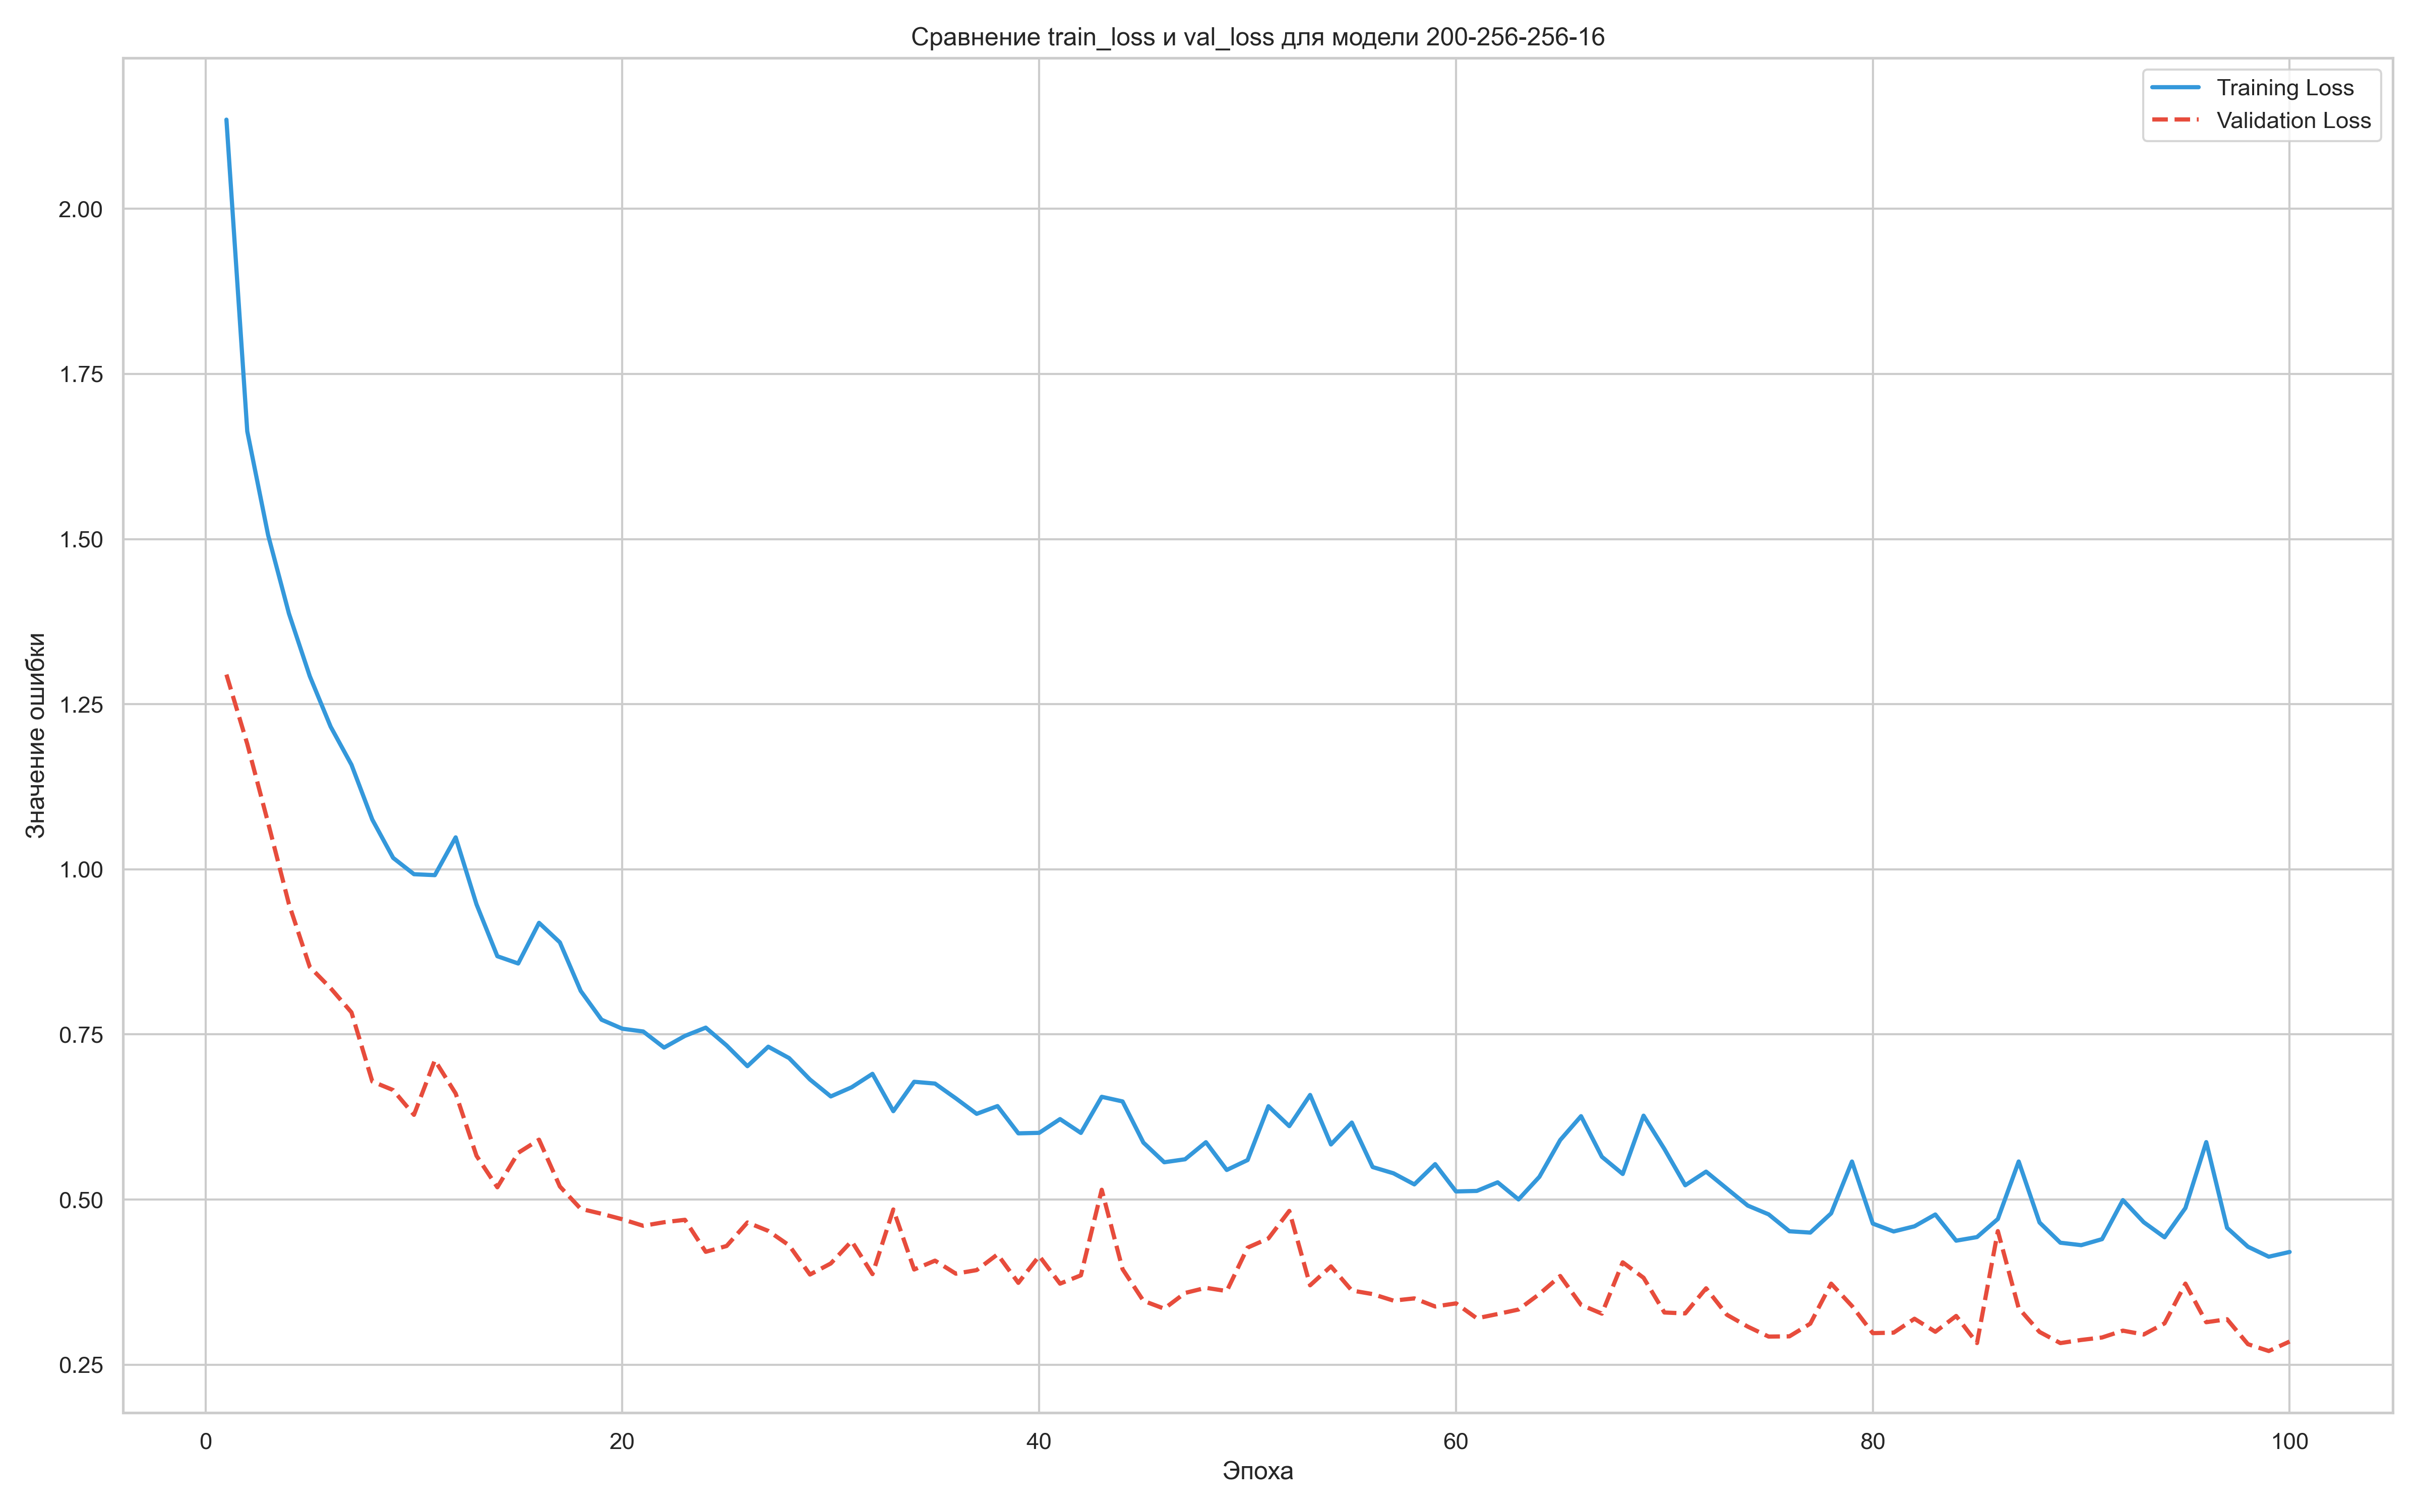 Сравнение train_loss и val_loss для модели 200-256-256-16
Training Loss
Validation Loss
2.00
1.75
1.50
1.25
1.00
0.75
0.50
0.25
Значение ошибки
0 20 40 60 80 100
Эпоха